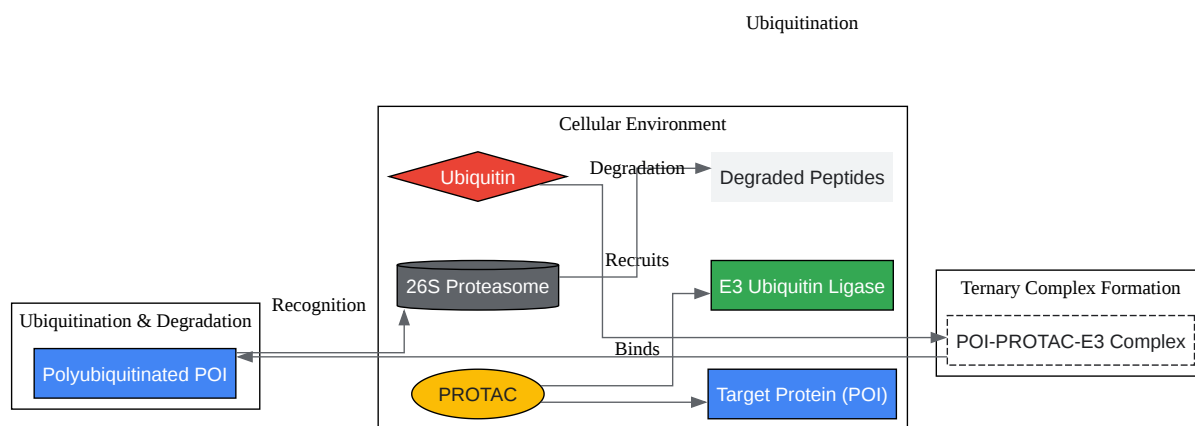 Ubiquitination
Cellular Environment
Ubiquitin
Degradation
Degraded Peptides
Recruits
26S Proteasome
E3 Ubiquitin Ligase
Ternary Complex Formation
Recognition
Ubiquitination & Degradation
Binds
POI-PROTAC-E3 Complex
Polyubiquitinated POI
PROTAC
Target Protein (POI)